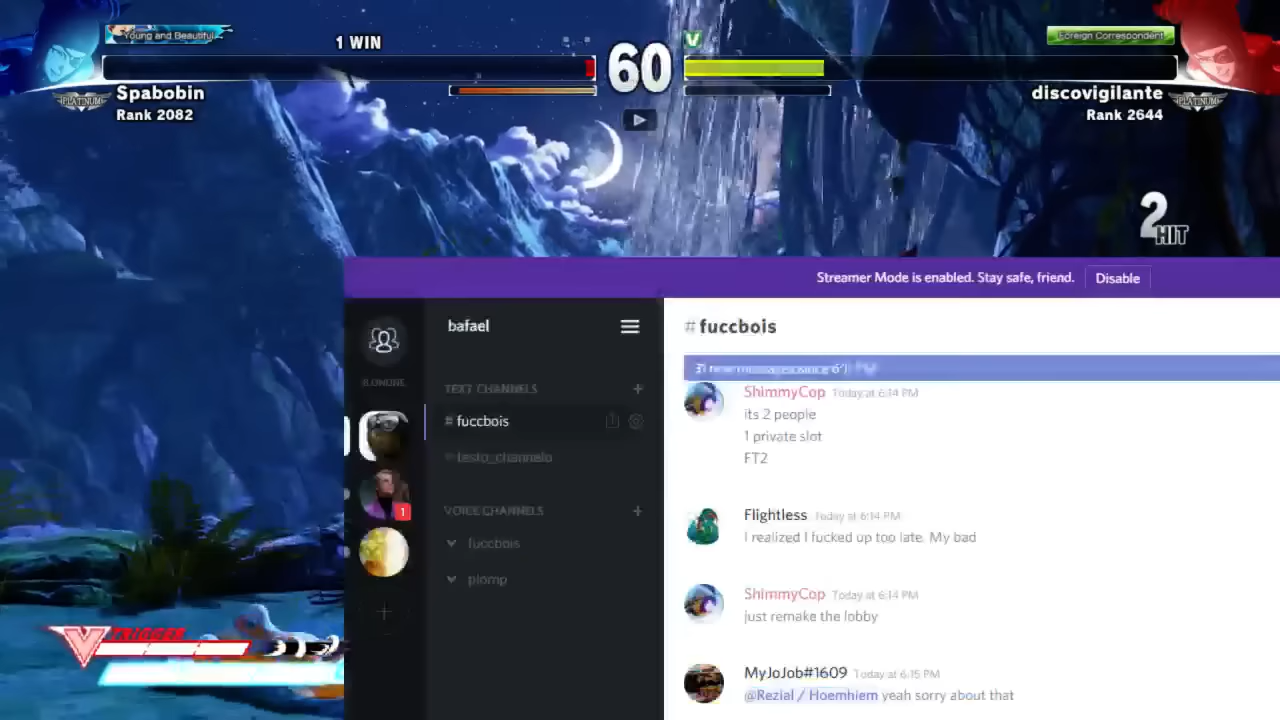 Young and Beautiful
1 WIN
60
Foreign Correspondent
PLATINUM
Spabobin
Rank 2082
discovigilante
PLATINUM
Rank 2644
2 HIT
Streamer Mode is enabled. Stay safe, friend.
Disable
bafael
TEXT CHANNELS
# fuccbois
# testo_channelo
VOICE CHANNELS
fuccbois
plomp
1
# fuccbois
ShimmyCop Today at 6:14 PM
its 2 people
1 private slot
FT2
Flightless Today at 6:14 PM
I realized I fucked up too late. My bad
ShimmyCop Today at 6:14 PM
just remake the lobby
MyJoJob#1609 Today at 6:15 PM
@Rezial / Hoemhiem yeah sorry about that
V TRIGGER